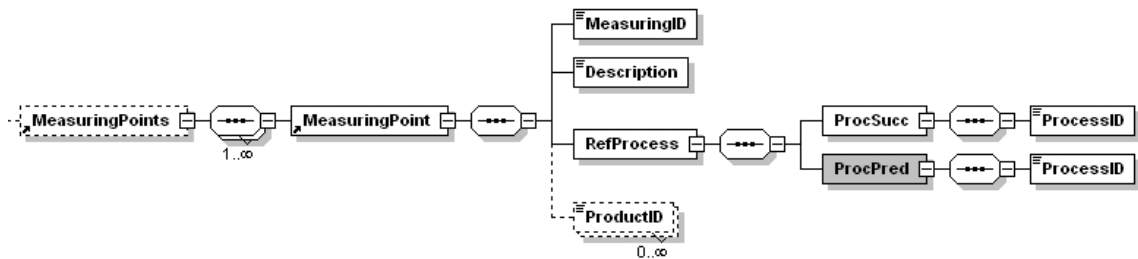 MeasuringID
Description
MeasuringPoints
MeasuringPoint
ProcSucc
ProcessID
1..∞
RefProcess
ProcPred
ProcessID
ProductID
0..∞